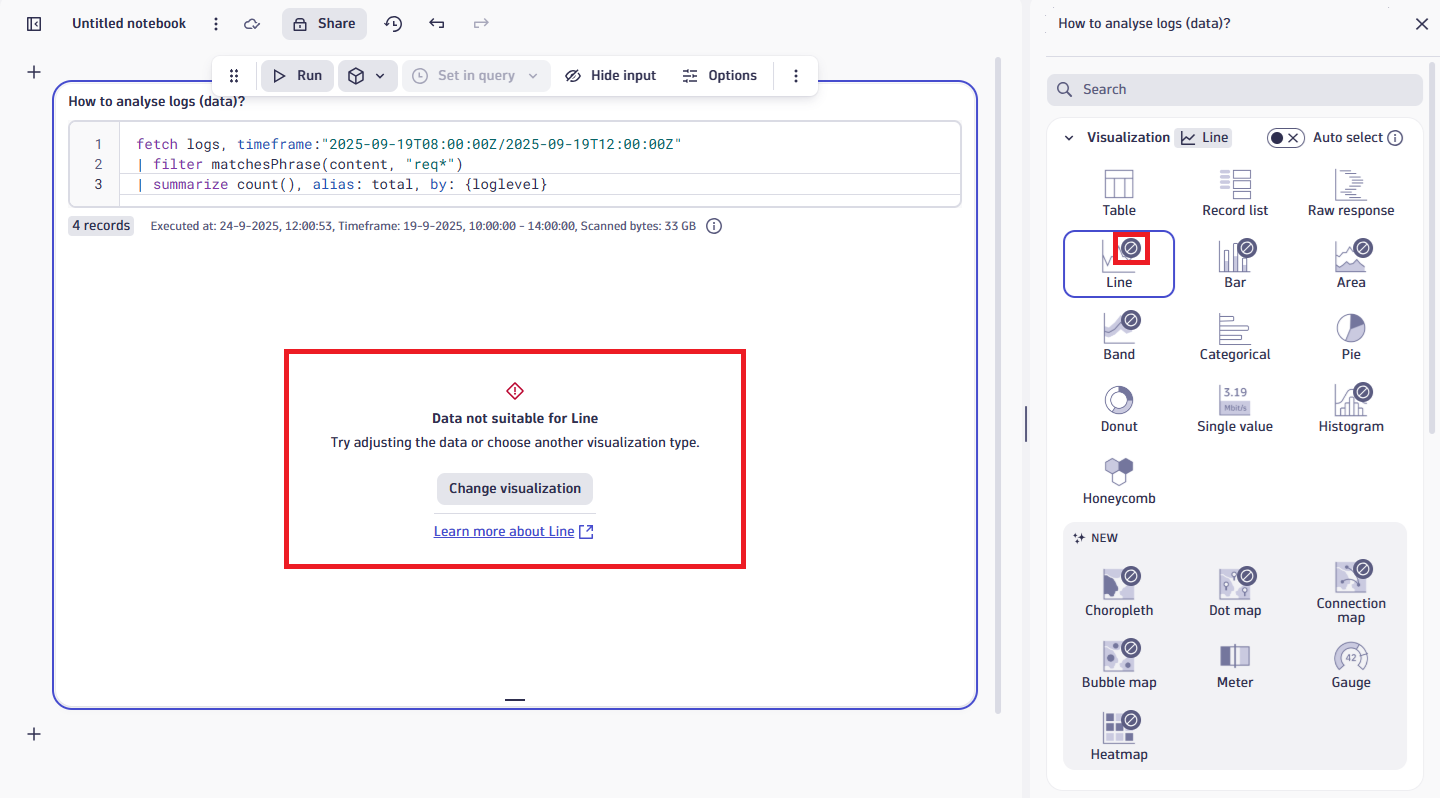 Untitled notebook
Share
Run
Set in query
Hide input
Options
How to analyse logs (data)?
1 fetch logs, timeframe:"2025-09-19T08:00:00Z/2025-09-19T12:00:00Z"
2 | filter matchesPhrase(content, "req*")
3 | summarize count(), alias: total, by: {loglevel}
4 records Executed at: 24-9-2025, 12:00:53, Timeframe: 19-9-2025, 10:00:00 - 14:00:00, Scanned bytes: 33 GB
Data not suitable for Line
Try adjusting the data or choose another visualization type.
Change visualization
Learn more about Line
How to analyse logs (data)?
Search
Visualization Line Auto select
Table Record list Raw response
Line Bar Area
Band Categorical Pie
3.19
Mbit/s
Donut Single value Histogram
Honeycomb
NEW
Choropleth Dot map Connection
map
42
Bubble map Meter Gauge
Heatmap